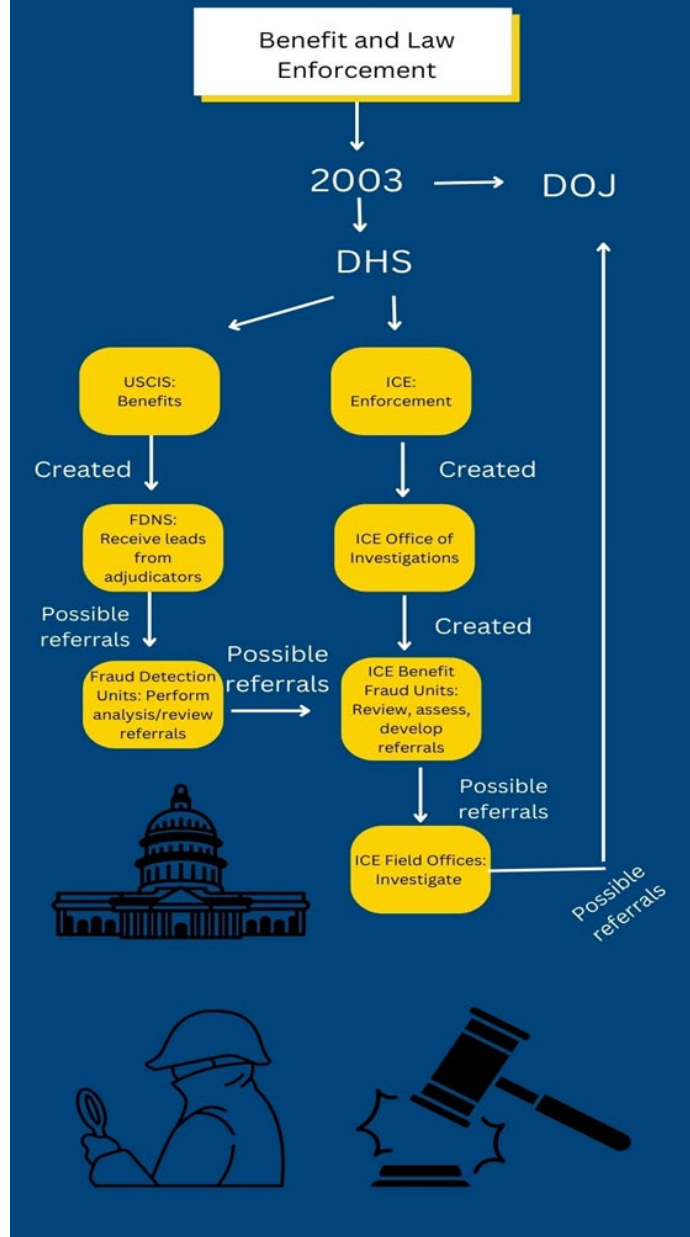 Benefit and Law
Enforcement
2003
DOJ
DHS
USCIS:
Benefits
ICE:
Enforcement
Created
Created
FDNS:
Receive leads
from
adjudicators
ICE Office of
Investigations
Possible
referrals
Created
Possible
referrals
Fraud Detection
Units: Perform
analysis/review
referrals
ICE Benefit
Fraud Units:
Review, assess,
develop
referrals
Possible
referrals
ICE Field Offices:
Investigate
Possible
referrals